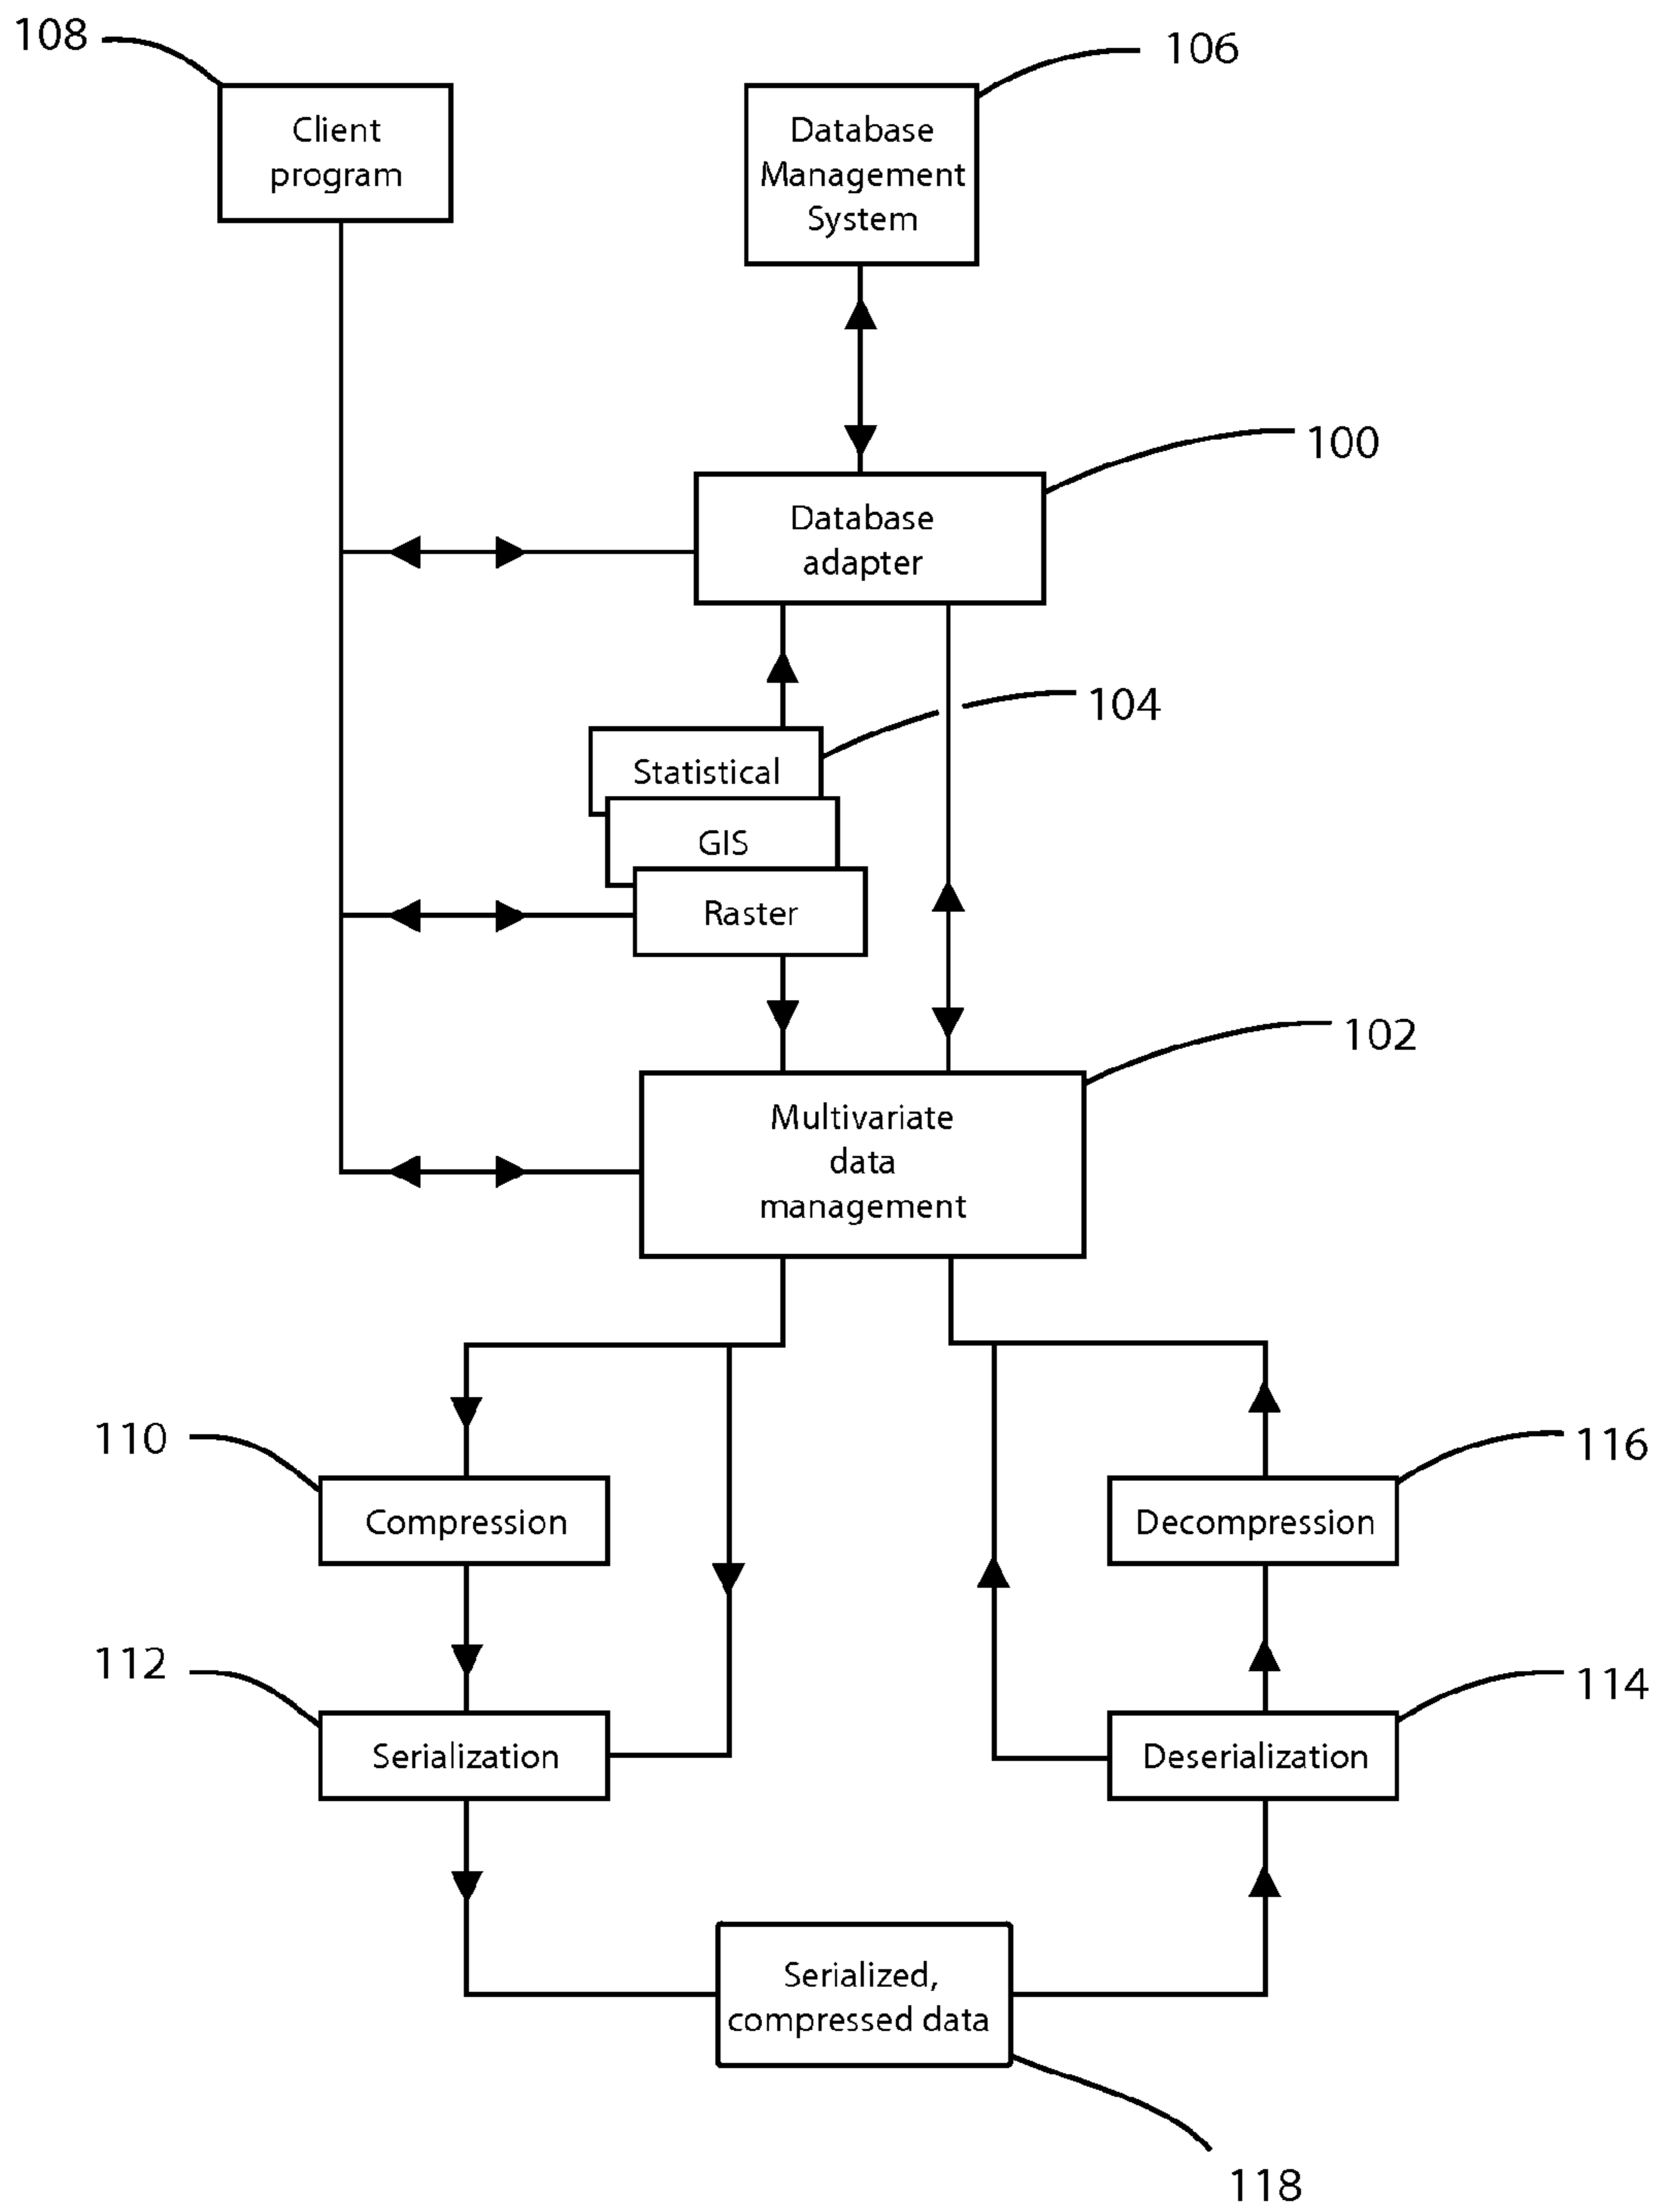 108
106
Client
program
Database
Management
System
100
Database
adapter
104
Statistical
GIS
Raster
102
Multivariate
data
management
110
116
Compression
Decompression
112
114
Serialization
Deserialization
Serialized,
compressed data
118